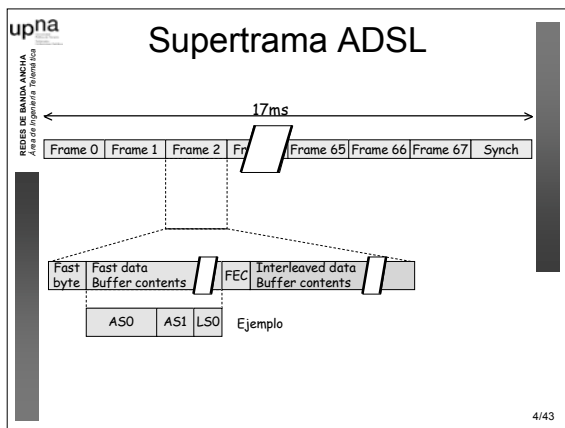 upna
REDES DE BANDA ANCHA
Área de Ingeniería Telemática
Supertrama ADSL
17ms
Frame 0 Frame 1 Frame 2 Fr Frame 65 Frame 66 Frame 67 Synch
Fast byte
Fast data Buffer contents
FEC
Interleaved data Buffer contents
AS0 AS1 LS0 Ejemplo
4/43